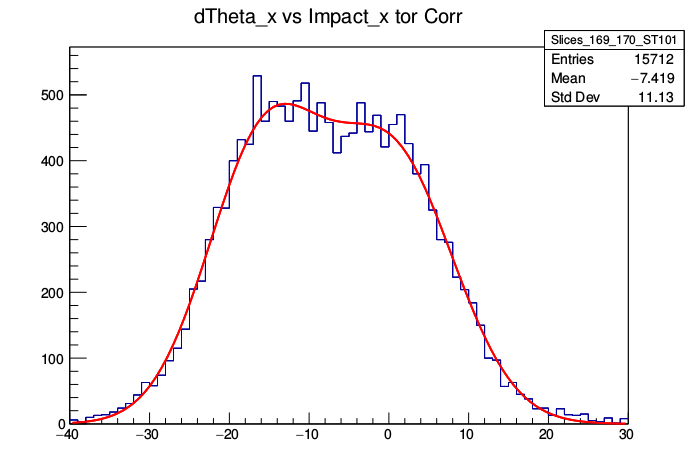 dTheta_x vs Impact_x tor Corr
Slices_169_170_ST101
Entries 15712
Mean −7.419
Std Dev 11.13
500
400
300
200
100
0
−40 −30 −20 −10 0 10 20 30